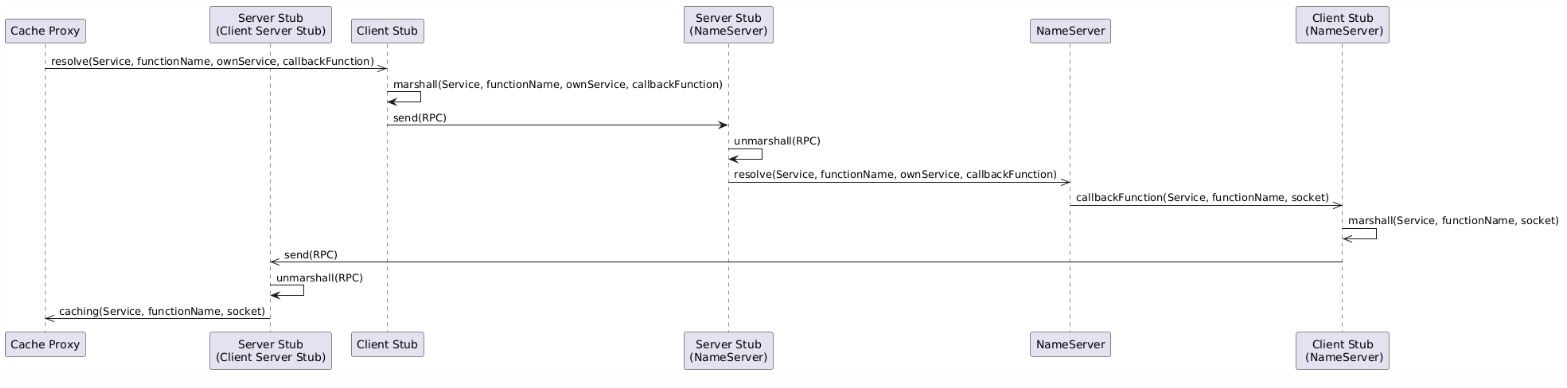 Cache Proxy
Server Stub
(Client Server Stub)
Client Stub
Server Stub
(NameServer)
NameServer
Client Stub
(NameServer)
resolve(Service, functionName, ownService, callbackFunction)
marshall(Service, functionName, ownService, callbackFunction)
send(RPC)
unmarshall(RPC)
resolve(Service, functionName, ownService, callbackFunction)
callbackFunction(Service, functionName, socket)
marshall(Service, functionName, socket)
send(RPC)
unmarshall(RPC)
caching(Service, functionName, socket)
Cache Proxy
Server Stub
(Client Server Stub)
Client Stub
Server Stub
(NameServer)
NameServer
Client Stub
(NameServer)